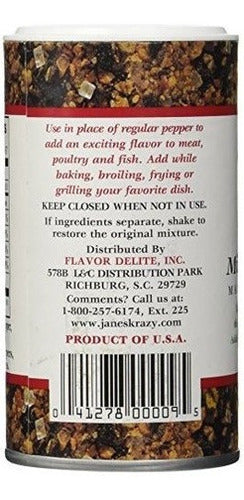 Use in place of regular pepper to
add an exciting flavor to meat,
poultry and fish. Add while
baking, broiling, frying or
grilling your favorite dish.
KEEP CLOSED WHEN NOT IN USE.
If ingredients separate, shake to
restore the original mixture.
Distributed By
FLAVOR DELITE, INC.
578B L&C DISTRIBUTION PARK
RICHBURG, S.C. 29729
Comments? Call us at:
1-800-257-6174, Ext. 225
www.janeskrazy.com
PRODUCT OF U.S.A.
0 41278 00009 5